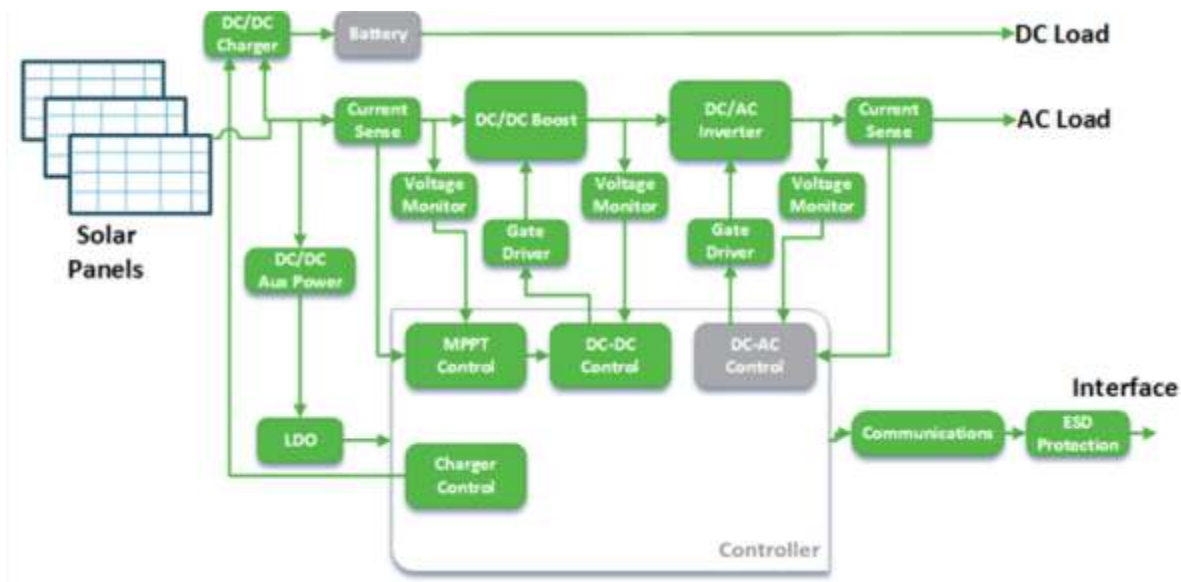 DC/DC
Charger
Battery
DC Load
Current
Sense
DC/DC Boost
DC/AC
Inverter
Current
Sense
AC Load
Voltage
Monitor
Voltage
Monitor
Voltage
Monitor
Solar
Panels
Gate
Driver
Gate
Driver
DC/DC
Aux Power
MPPT
Control
DC-DC
Control
DC-AC
Control
Interface
LDO
Communications
ESD
Protection
Charger
Control
Controller